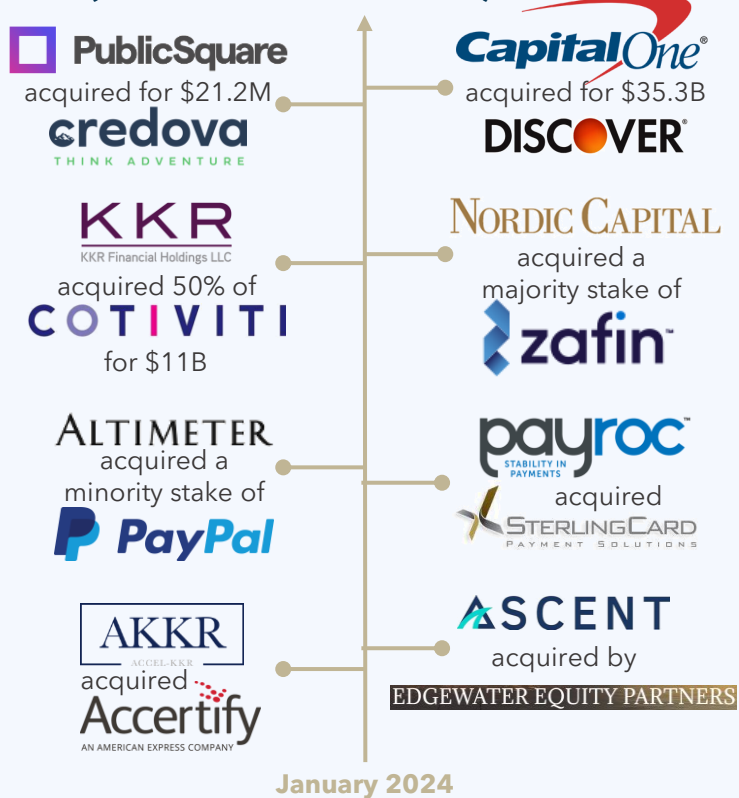 PublicSquare
acquired for $21.2M
credova
THINK ADVENTURE
CapitalOne®
acquired for $35.3B
DISCOVER®
KKR
KKR Financial Holdings LLC
acquired 50% of
COTIVITI
for $11B
NORDIC CAPITAL
acquired a
majority stake of
zafin™
ALTIMETER
acquired a
minority stake of
PayPal
payroc™
STABILITY IN
PAYMENTS
acquired
STERLINGCARD
PAYMENT SOLUTIONS
AKKR
ACCEL-KKR
acquired
Accertify
AN AMERICAN EXPRESS COMPANY
ASCENT
acquired by
EDGEWATER EQUITY PARTNERS
January 2024